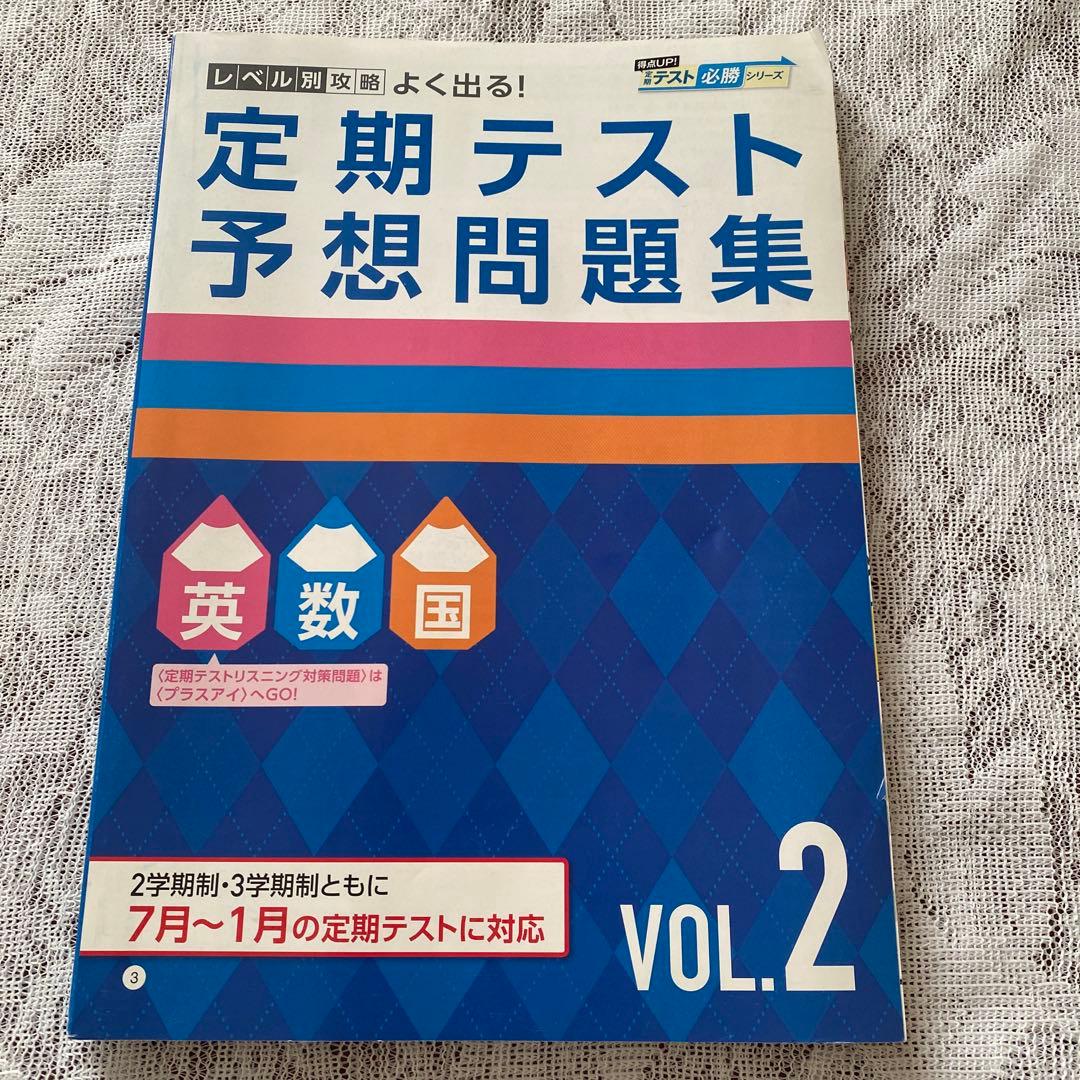 レベル別攻略 よく出る!
得点UP!
定期テスト必勝シリーズ
定期テスト
予想問題集
英 数 国
〈定期テストリスニング対策問題〉は
〈プラスアイ〉へGO!
2学期制・3学期制ともに
7月～1月の定期テストに対応
VOL.2
3